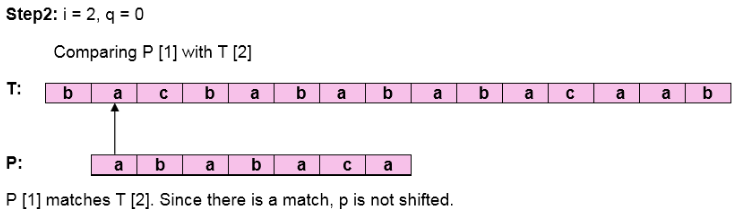 Step2: i = 2, q = 0
Comparing P [1] with T [2]
T: b a c b a b a b a b a c a a b
P: a b a b a c a
P [1] matches T [2]. Since there is a match, p is not shifted.